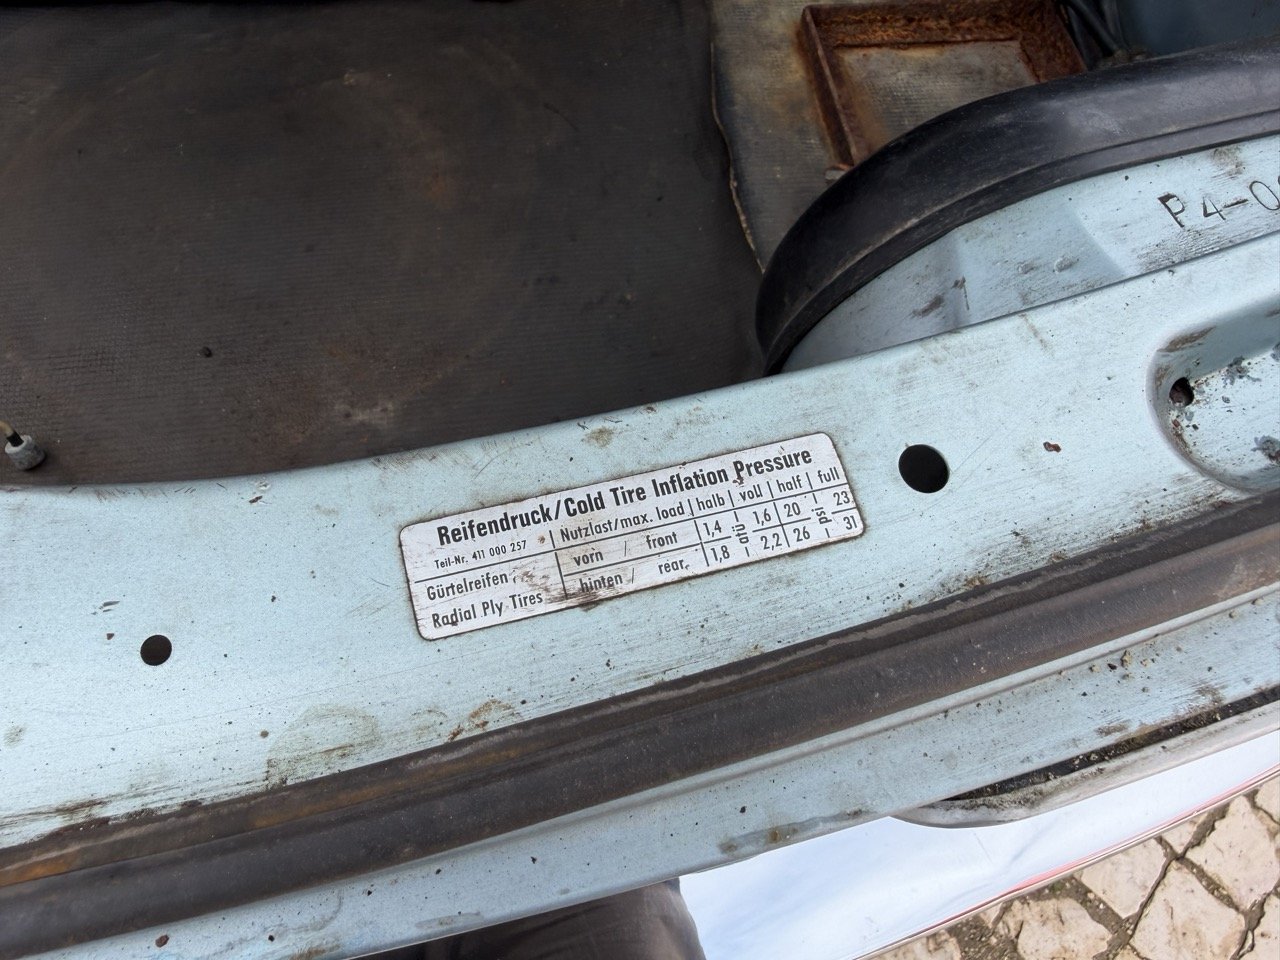 P4-0
Reifendruck/Cold Tire Inflation Pressure
Teil-Nr. 411 000 257 | Nutzlast/max. load | halb | voll | half | full
Gürtelreifen vorn / front 1,4 atü 1,6 20 psi 23
Radial Ply Tires hinten / rear 1,8 2,2 26 31